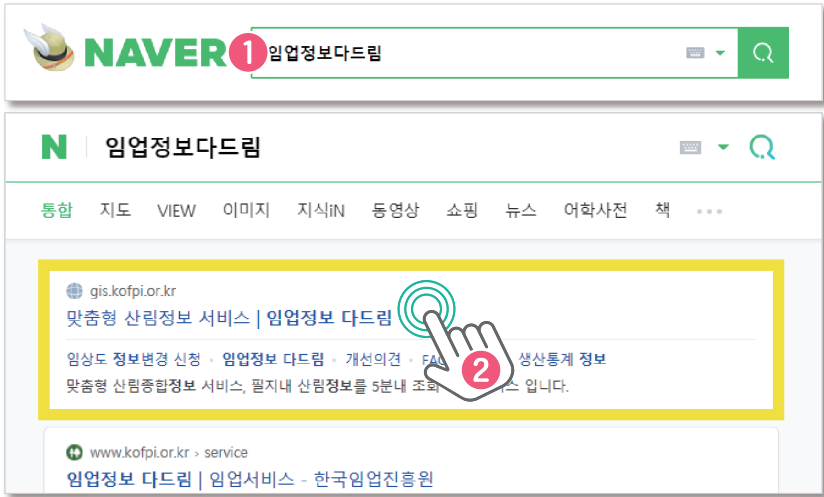 NAVER 1 임업정보다드림
N 임업정보다드림
통합 지도 VIEW 이미지 지식iN 동영상 쇼핑 뉴스 어학사전 책 •••
gis.kofpi.or.kr
맞춤형 산림정보 서비스 | 임업정보 다드림
임상도 정보변경 신청 · 임업정보 다드림 · 개선의견 · 2 생산통계 정보
맞춤형 산림종합정보 서비스, 필지내 산림정보를 5분내 조회 입니다.
www.kofpi.or.kr › service
임업정보 다드림 | 임업서비스 - 한국임업진흥원